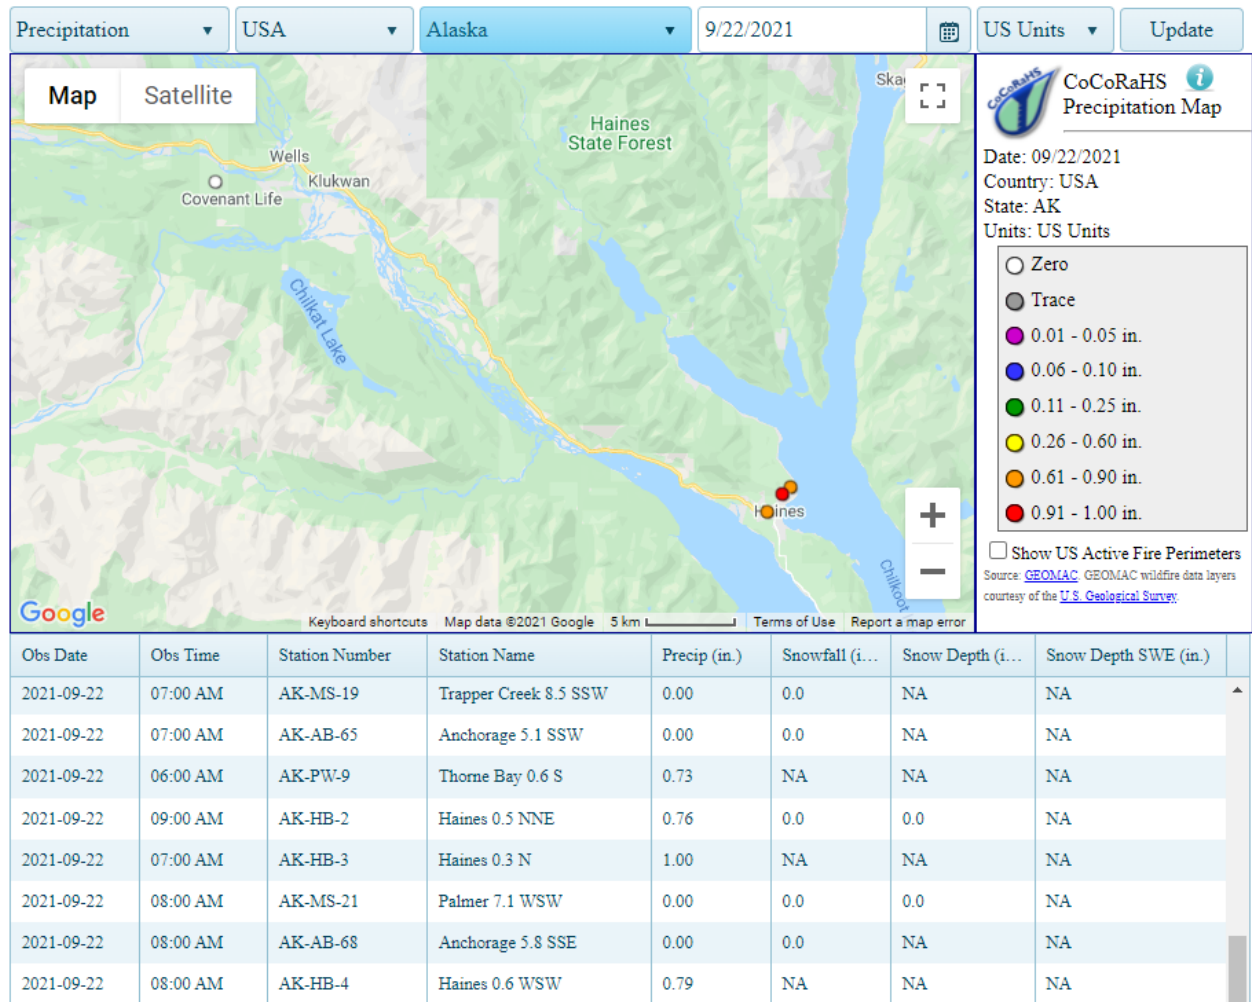 Precipitation ▼ USA ▼ Alaska ▼ 9/22/2021 US Units ▼ Update
Map Satellite
Ska
Haines
State Forest
Wells
Klukwan
Covenant Life
Chilkat Lake
Haines
Chilkoot
Google
Keyboard shortcuts Map data ©2021 Google 5 km Terms of Use Report a map error
CoCoRaHS
CoCoRaHS i
Precipitation Map
Date: 09/22/2021
Country: USA
State: AK
Units: US Units
Zero
Trace
0.01 - 0.05 in.
0.06 - 0.10 in.
0.11 - 0.25 in.
0.26 - 0.60 in.
0.61 - 0.90 in.
0.91 - 1.00 in.
Show US Active Fire Perimeters
Source: GEOMAC. GEOMAC wildfire data layers
courtesy of the U.S. Geological Survey.
Obs Date Obs Time Station Number Station Name Precip (in.) Snowfall (i... Snow Depth (i... Snow Depth SWE (in.)
2021-09-22 07:00 AM AK-MS-19 Trapper Creek 8.5 SSW 0.00 0.0 NA NA
2021-09-22 07:00 AM AK-AB-65 Anchorage 5.1 SSW 0.00 0.0 NA NA
2021-09-22 06:00 AM AK-PW-9 Thorne Bay 0.6 S 0.73 NA NA NA
2021-09-22 09:00 AM AK-HB-2 Haines 0.5 NNE 0.76 0.0 0.0 NA
2021-09-22 07:00 AM AK-HB-3 Haines 0.3 N 1.00 NA NA NA
2021-09-22 08:00 AM AK-MS-21 Palmer 7.1 WSW 0.00 0.0 0.0 NA
2021-09-22 08:00 AM AK-AB-68 Anchorage 5.8 SSE 0.00 0.0 NA NA
2021-09-22 08:00 AM AK-HB-4 Haines 0.6 WSW 0.79 NA NA NA